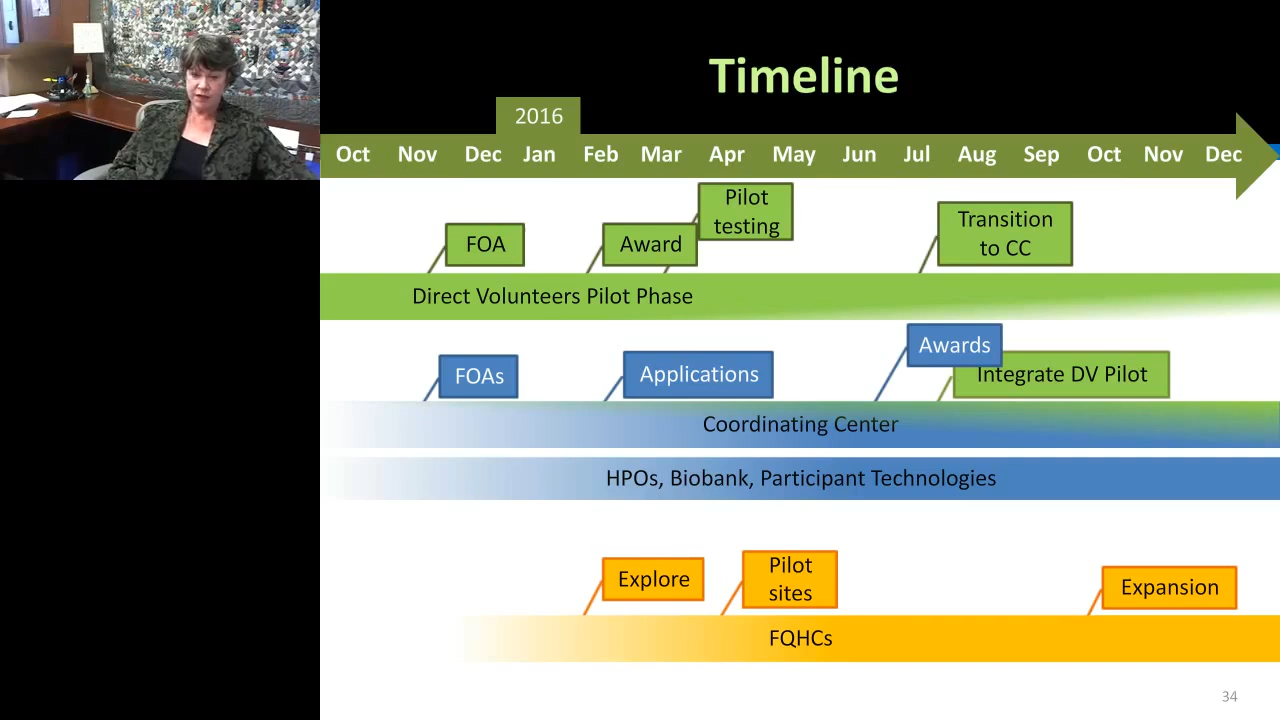 Timeline
2016
Oct Nov Dec Jan Feb Mar Apr May Jun Jul Aug Sep Oct Nov Dec
Pilot
testing
FOA
Award
Transition
to CC
Direct Volunteers Pilot Phase
Awards
FOAs
Applications
Integrate DV Pilot
Coordinating Center
HPOs, Biobank, Participant Technologies
Explore
Pilot
sites
Expansion
FQHCs
34